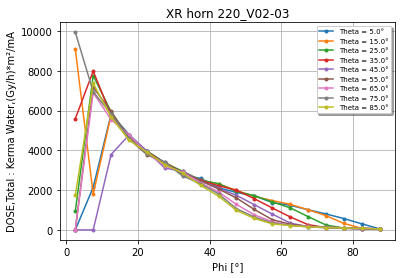 XR horn 220_V02-03
DOSE,Total : Kerma Water,(Gy/h)*m²/mA
10000
8000
6000
4000
2000
0
Theta = 5.0°
Theta = 15.0°
Theta = 25.0°
Theta = 35.0°
Theta = 45.0°
Theta = 55.0°
Theta = 65.0°
Theta = 75.0°
Theta = 85.0°
0 20 40 60 80
Phi [°]